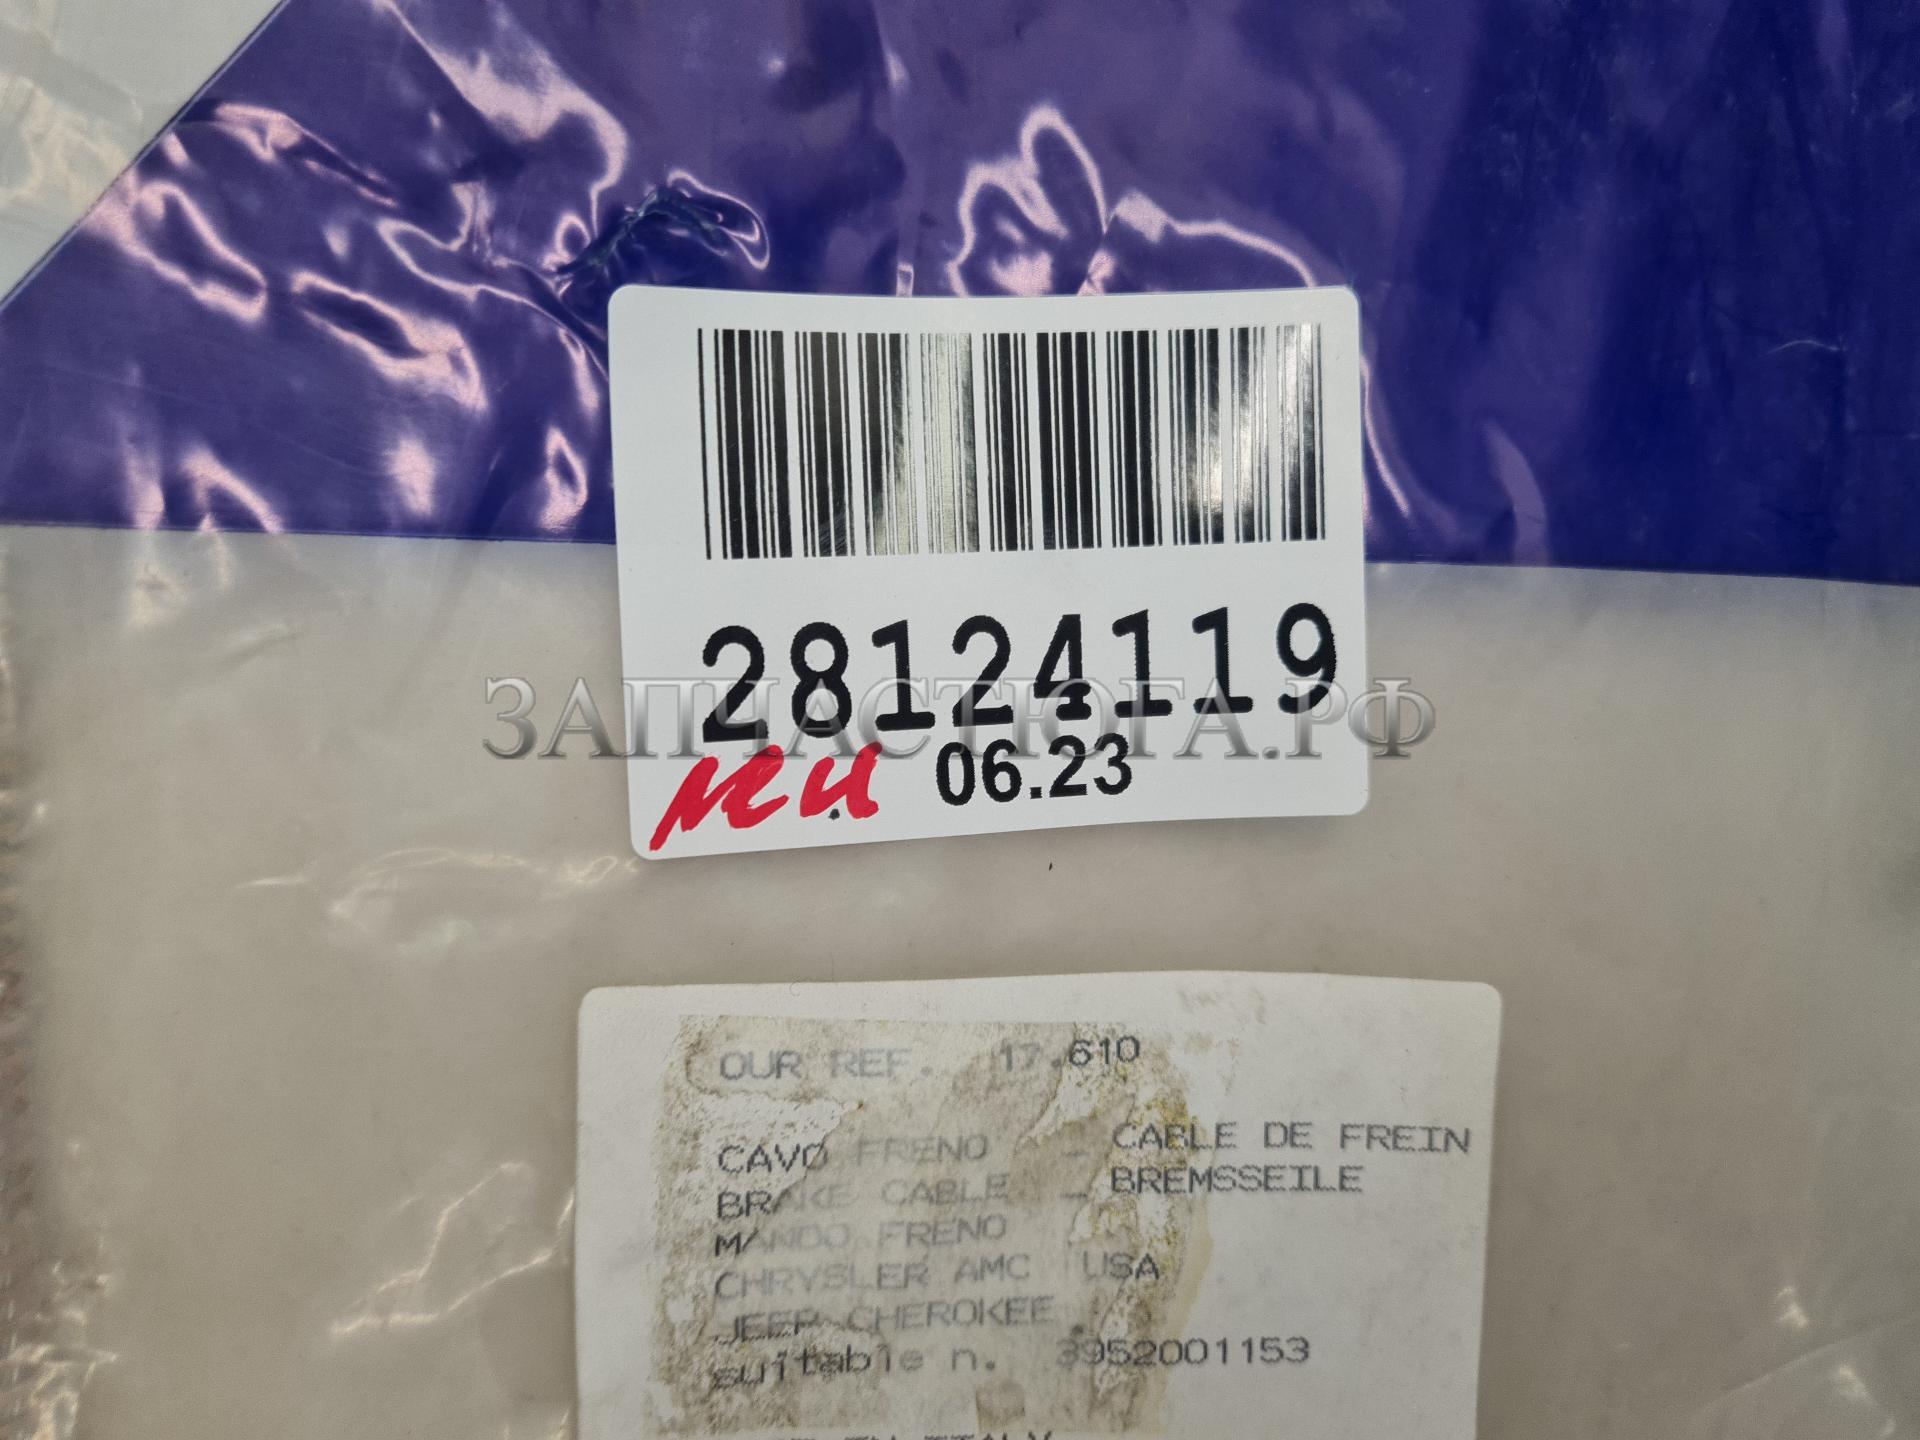 28124119
ЗАПЧАСТЮГА.РФ
06.23
OUR REF. 17.610
CAVO FRENO _ CABLE DE FREIN
BRAKE CABLE _ BREMSSEILE
MANDO FRENO
CHRYSLER AMC USA
JEEP CHEROKEE
suitable n. 3952001153